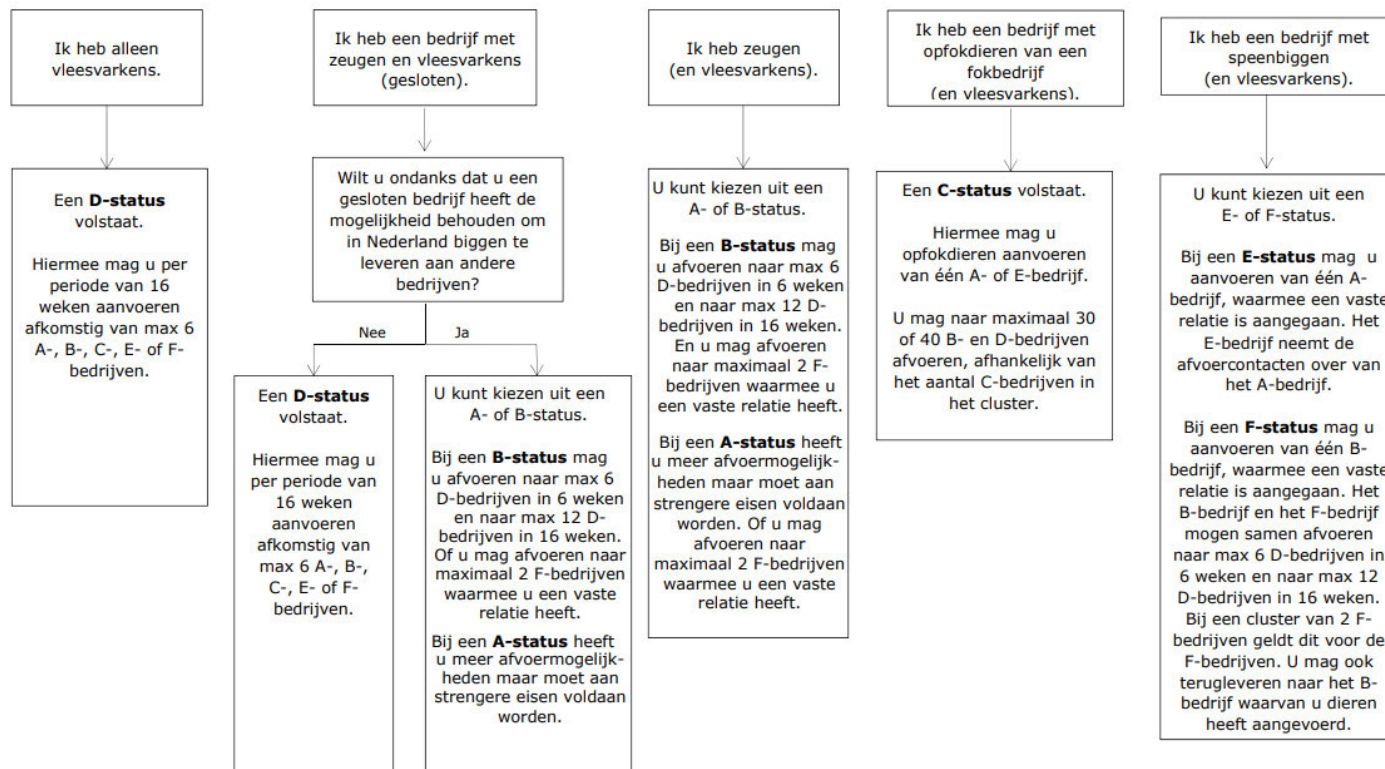 Ik heb alleen
vleesvarkens.
Ik heb een bedrijf met
zeugen en vleesvarkens
(gesloten).
Ik heb zeugen
(en vleesvarkens).
Ik heb een bedrijf met
opfokdieren van een
fokbedrijf
(en vleesvarkens).
Ik heb een bedrijf met
speenbiggen
(en vleesvarkens).
Een D-status
volstaat.
Hiermee mag u per
periode van 16
weken aanvoeren
afkomstig van max 6
A-, B-, C-, E- of F-
bedrijven.
Wilt u ondanks dat u een
gesloten bedrijf heeft de
mogelijkheid behouden om
in Nederland biggen te
leveren aan andere
bedrijven?
Nee
Ja
Een D-status
volstaat.
Hiermee mag u
per periode van
16 weken
aanvoeren
afkomstig van
max 6 A-, B-,
C-, E- of F-
bedrijven.
U kunt kiezen uit een
A- of B-status.
Bij een B-status mag
u afvoeren naar max 6
D-bedrijven in 6 weken
en naar max 12 D-
bedrijven in 16 weken.
Of u mag afvoeren naar
maximaal 2 F-bedrijven
waarmee u een vaste
relatie heeft.
Bij een A-status heeft
u meer afvoermogelijk-
heden maar moet aan
strengere eisen voldaan
worden.
U kunt kiezen uit een
A- of B-status.
Bij een B-status mag
u afvoeren naar max 6
D-bedrijven in 6 weken
en naar max 12 D-
bedrijven in 16 weken.
En u mag afvoeren
naar maximaal 2 F-
bedrijven waarmee u
een vaste relatie heeft.
Bij een A-status heeft
u meer afvoermogelijk-
heden maar moet aan
strengere eisen voldaan
worden. Of u mag
afvoeren naar
maximaal 2 F-bedrijven
waarmee u een vaste
relatie heeft.
Een C-status volstaat.
Hiermee mag u
opfokdieren aanvoeren
van één A- of E-bedrijf.
U mag naar maximaal 30
of 40 B- en D-bedrijven
afvoeren, afhankelijk van
het aantal C-bedrijven in
het cluster.
U kunt kiezen uit een
E- of F-status.
Bij een E-status mag u
aanvoeren van één A-
bedrijf, waarmee een vaste
relatie is aangegaan. Het
E-bedrijf neemt de
afvoercontacten over van
het A-bedrijf.
Bij een F-status mag u
aanvoeren van één B-
bedrijf, waarmee een vaste
relatie is aangegaan. Het
B-bedrijf en het F-bedrijf
mogen samen afvoeren
naar max 6 D-bedrijven in
6 weken en naar max 12
D-bedrijven in 16 weken.
Bij een cluster van 2 F-
bedrijven geldt dit voor de
F-bedrijven. U mag ook
terugleveren naar het B-
bedrijf waarvan u dieren
heeft aangevoerd.